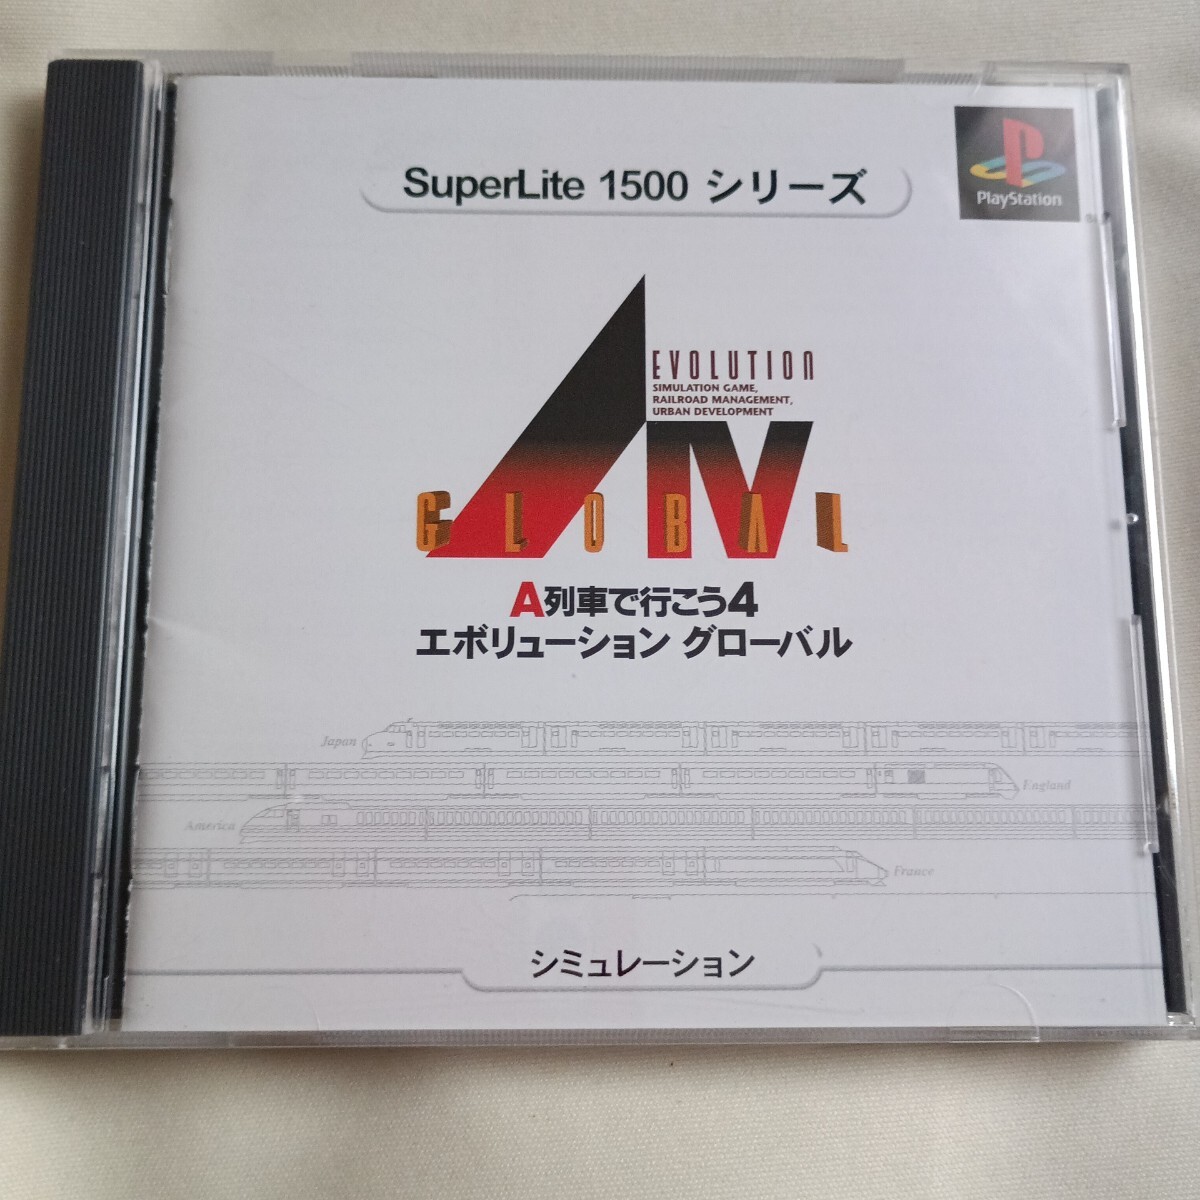 SuperLite 1500 シリーズ
PlayStation
EVOLUTION
SIMULATION GAME,
RAILROAD MANAGEMENT,
URBAN DEVELOPMENT
AIV
GLOBAL
A列車で行こう4
エボリューション グローバル
Japan
England
America
France
シミュレーション